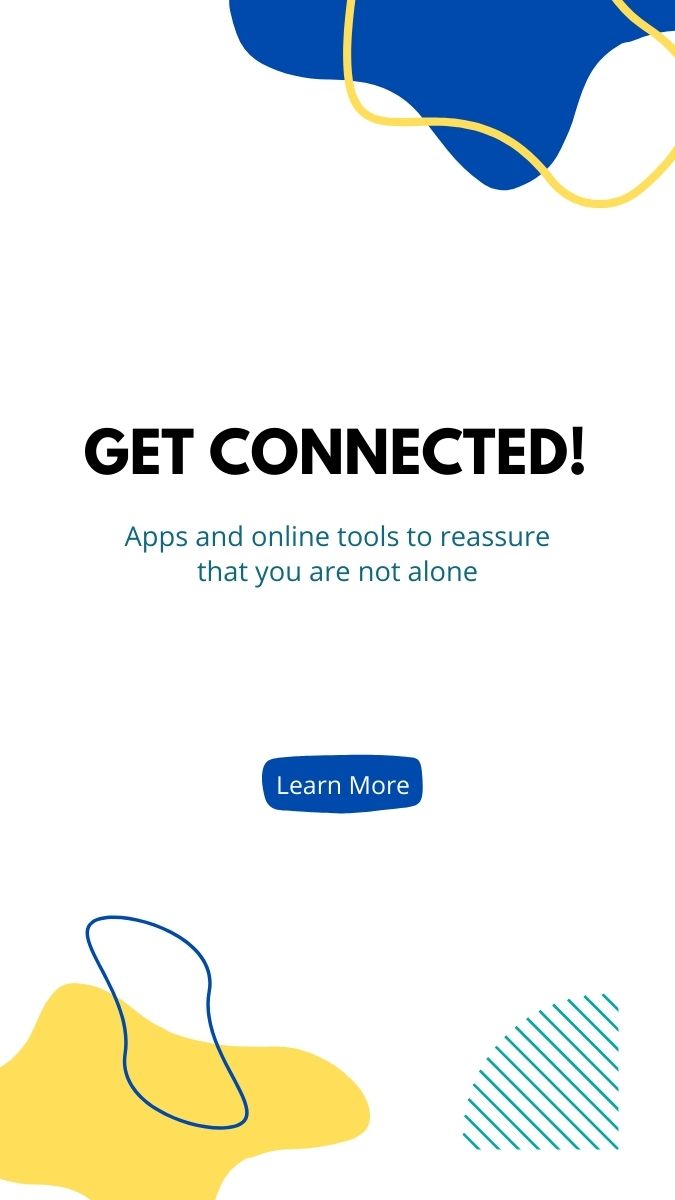 GET CONNECTED!
Apps and online tools to reassure
that you are not alone
Learn More